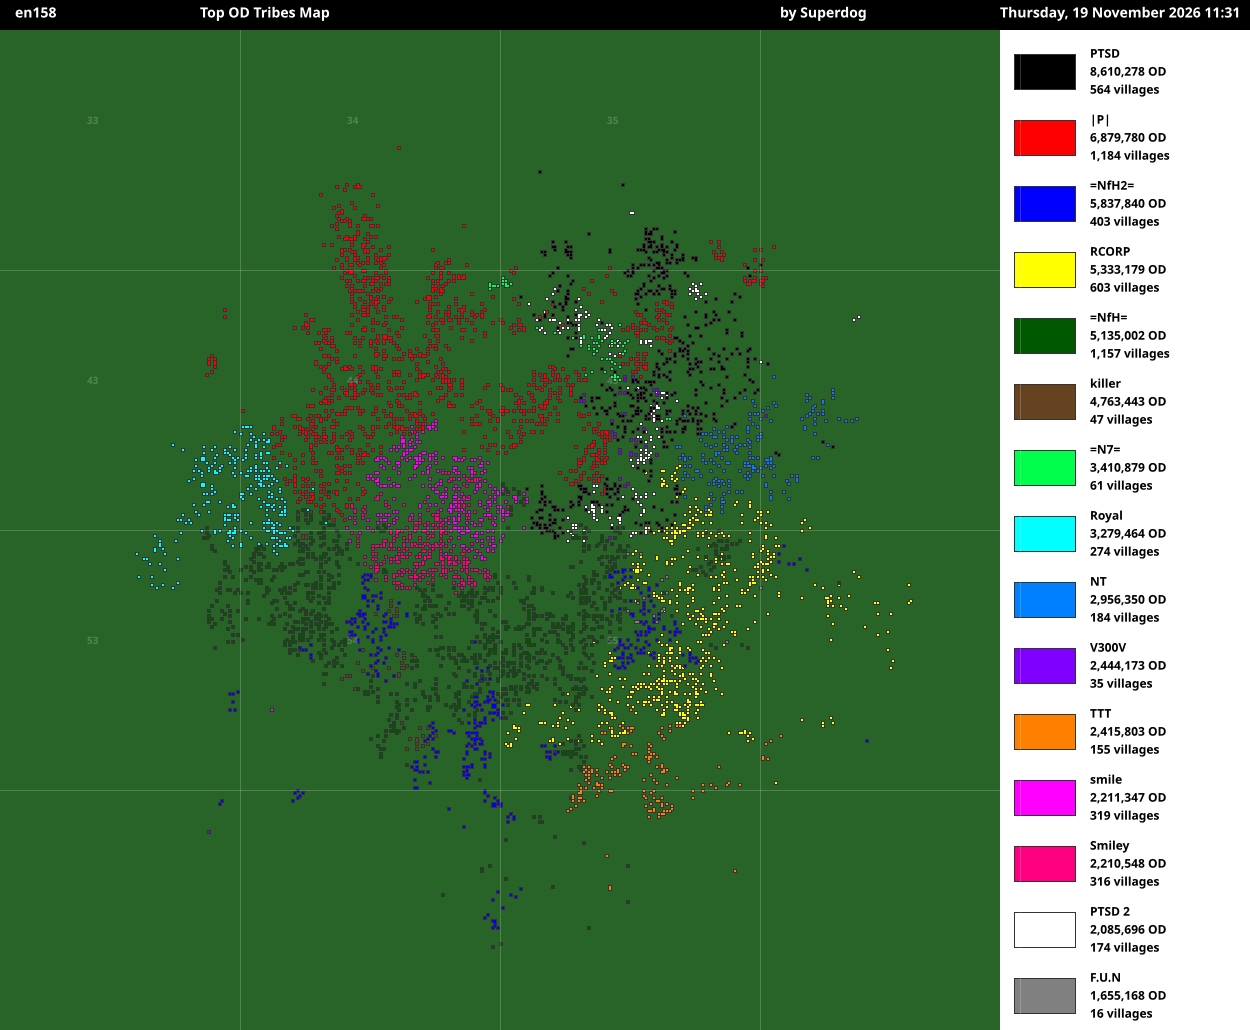 en158 Top OD Tribes Map by Superdog Thursday, 19 November 2026 11:31
PTSD
8,610,278 OD
564 villages
|P|
6,879,780 OD
1,184 villages
=NfH2=
5,837,840 OD
403 villages
RCORP
5,333,179 OD
603 villages
=NfH=
5,135,002 OD
1,157 villages
killer
4,763,443 OD
47 villages
=N7=
3,410,879 OD
61 villages
Royal
3,279,464 OD
274 villages
NT
2,956,350 OD
184 villages
V300V
2,444,173 OD
35 villages
TTT
2,415,803 OD
155 villages
smile
2,211,347 OD
319 villages
Smiley
2,210,548 OD
316 villages
PTSD 2
2,085,696 OD
174 villages
F.U.N
1,655,168 OD
16 villages
33 34 35
43 44
53 54 55